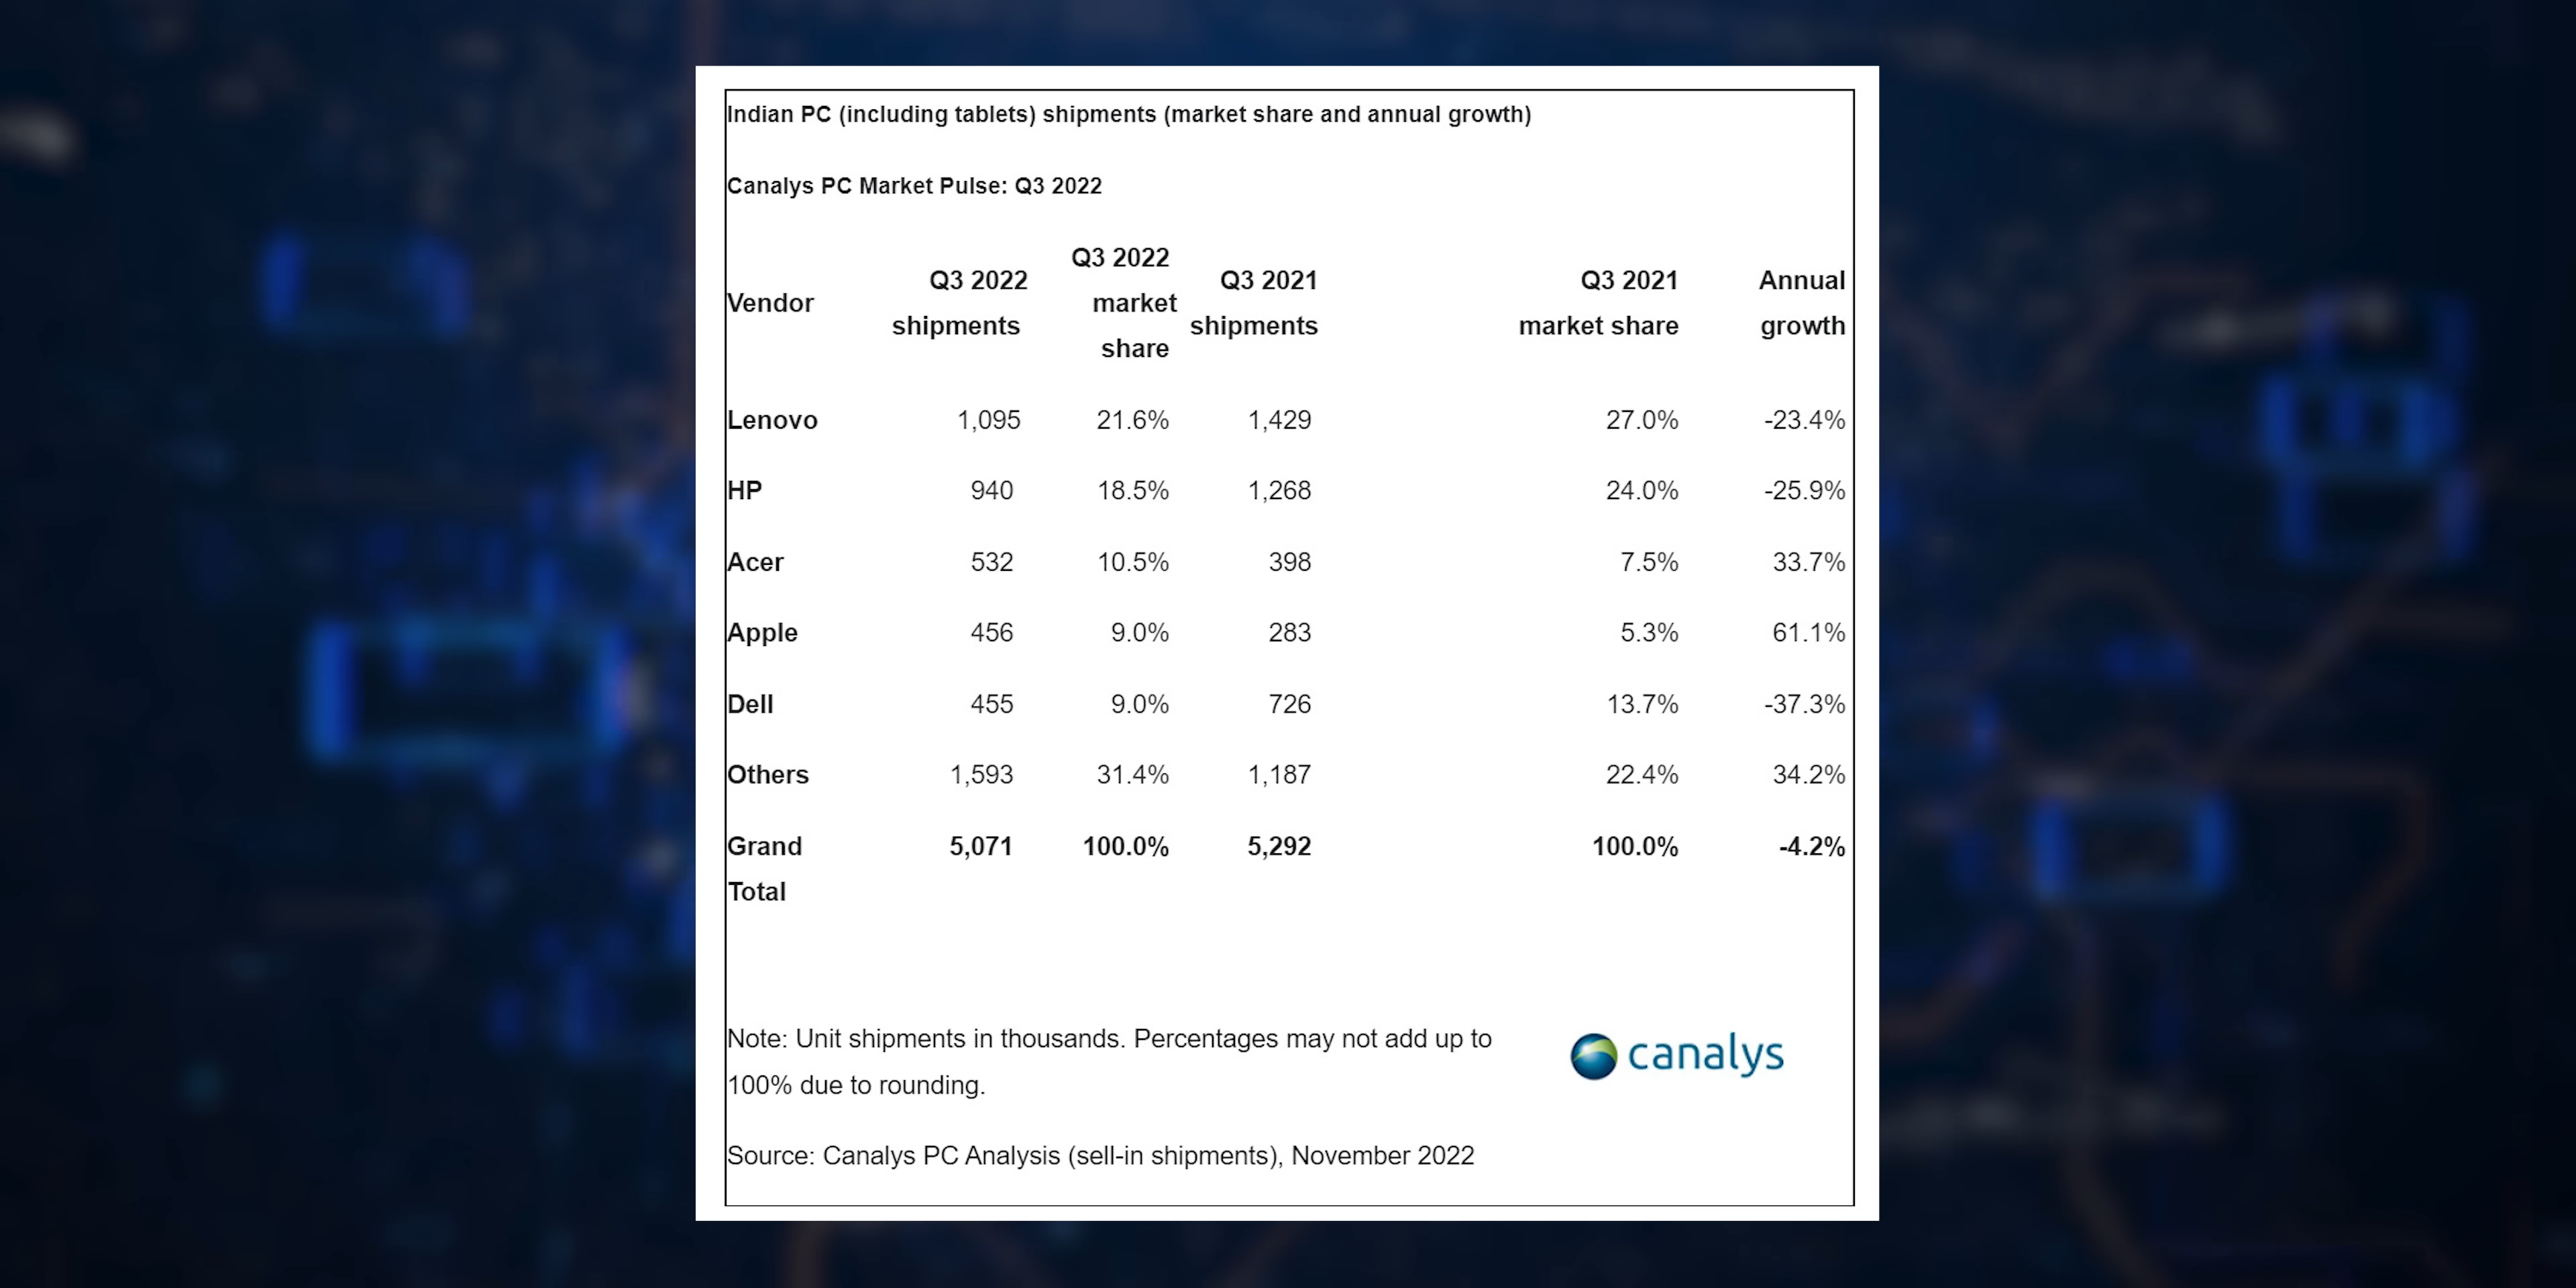 Indian PC (including tablets) shipments (market share and annual growth)
Canalys PC Market Pulse: Q3 2022
Vendor Q3 2022 shipments Q3 2022 market share Q3 2021 shipments Q3 2021 market share Annual growth
Lenovo 1,095 21.6% 1,429 27.0% -23.4%
HP 940 18.5% 1,268 24.0% -25.9%
Acer 532 10.5% 398 7.5% 33.7%
Apple 456 9.0% 283 5.3% 61.1%
Dell 455 9.0% 726 13.7% -37.3%
Others 1,593 31.4% 1,187 22.4% 34.2%
Grand Total 5,071 100.0% 5,292 100.0% -4.2%
Note: Unit shipments in thousands. Percentages may not add up to
100% due to rounding.
canalys
Source: Canalys PC Analysis (sell-in shipments), November 2022